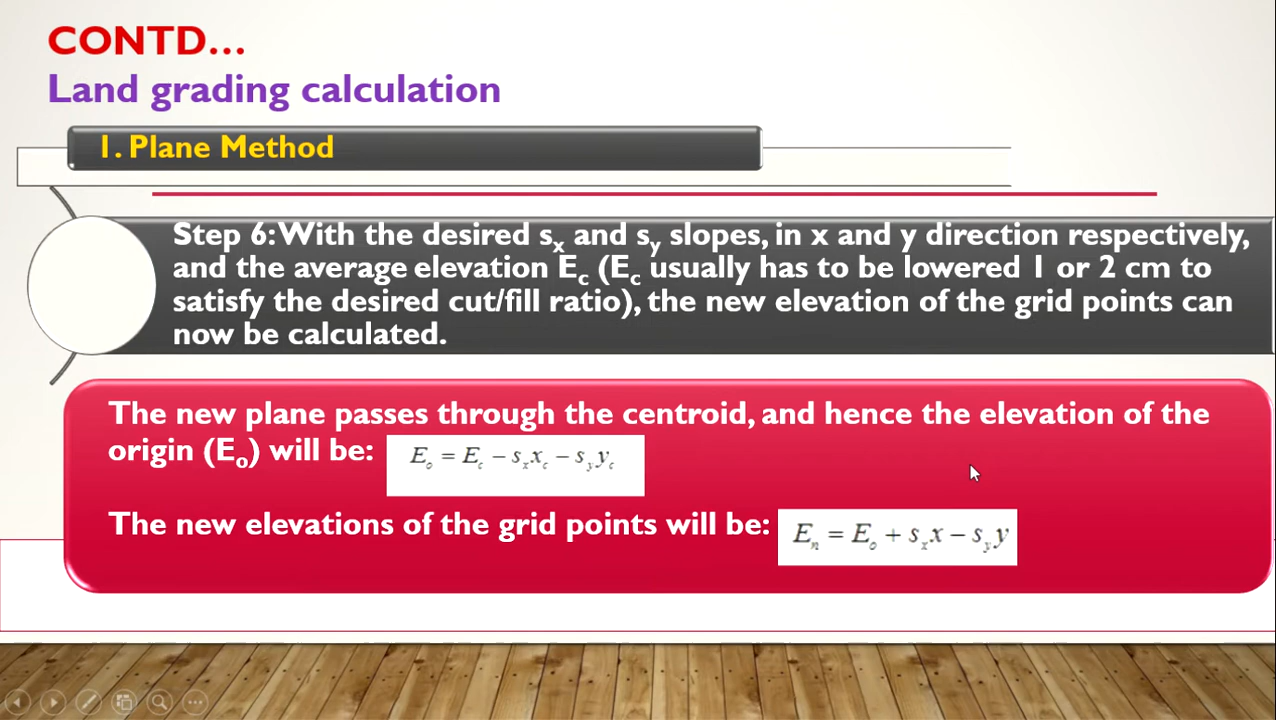 CONTD...
Land grading calculation
1. Plane Method
Step 6: With the desired sx and sy slopes, in x and y direction respectively,
and the average elevation Ec (Ec usually has to be lowered 1 or 2 cm to
satisfy the desired cut/fill ratio), the new elevation of the grid points can
now be calculated.
The new plane passes through the centroid, and hence the elevation of the
origin (Eo) will be: Eo = Ec − sxxc − syyc
The new elevations of the grid points will be: En = Eo + sxx − syy